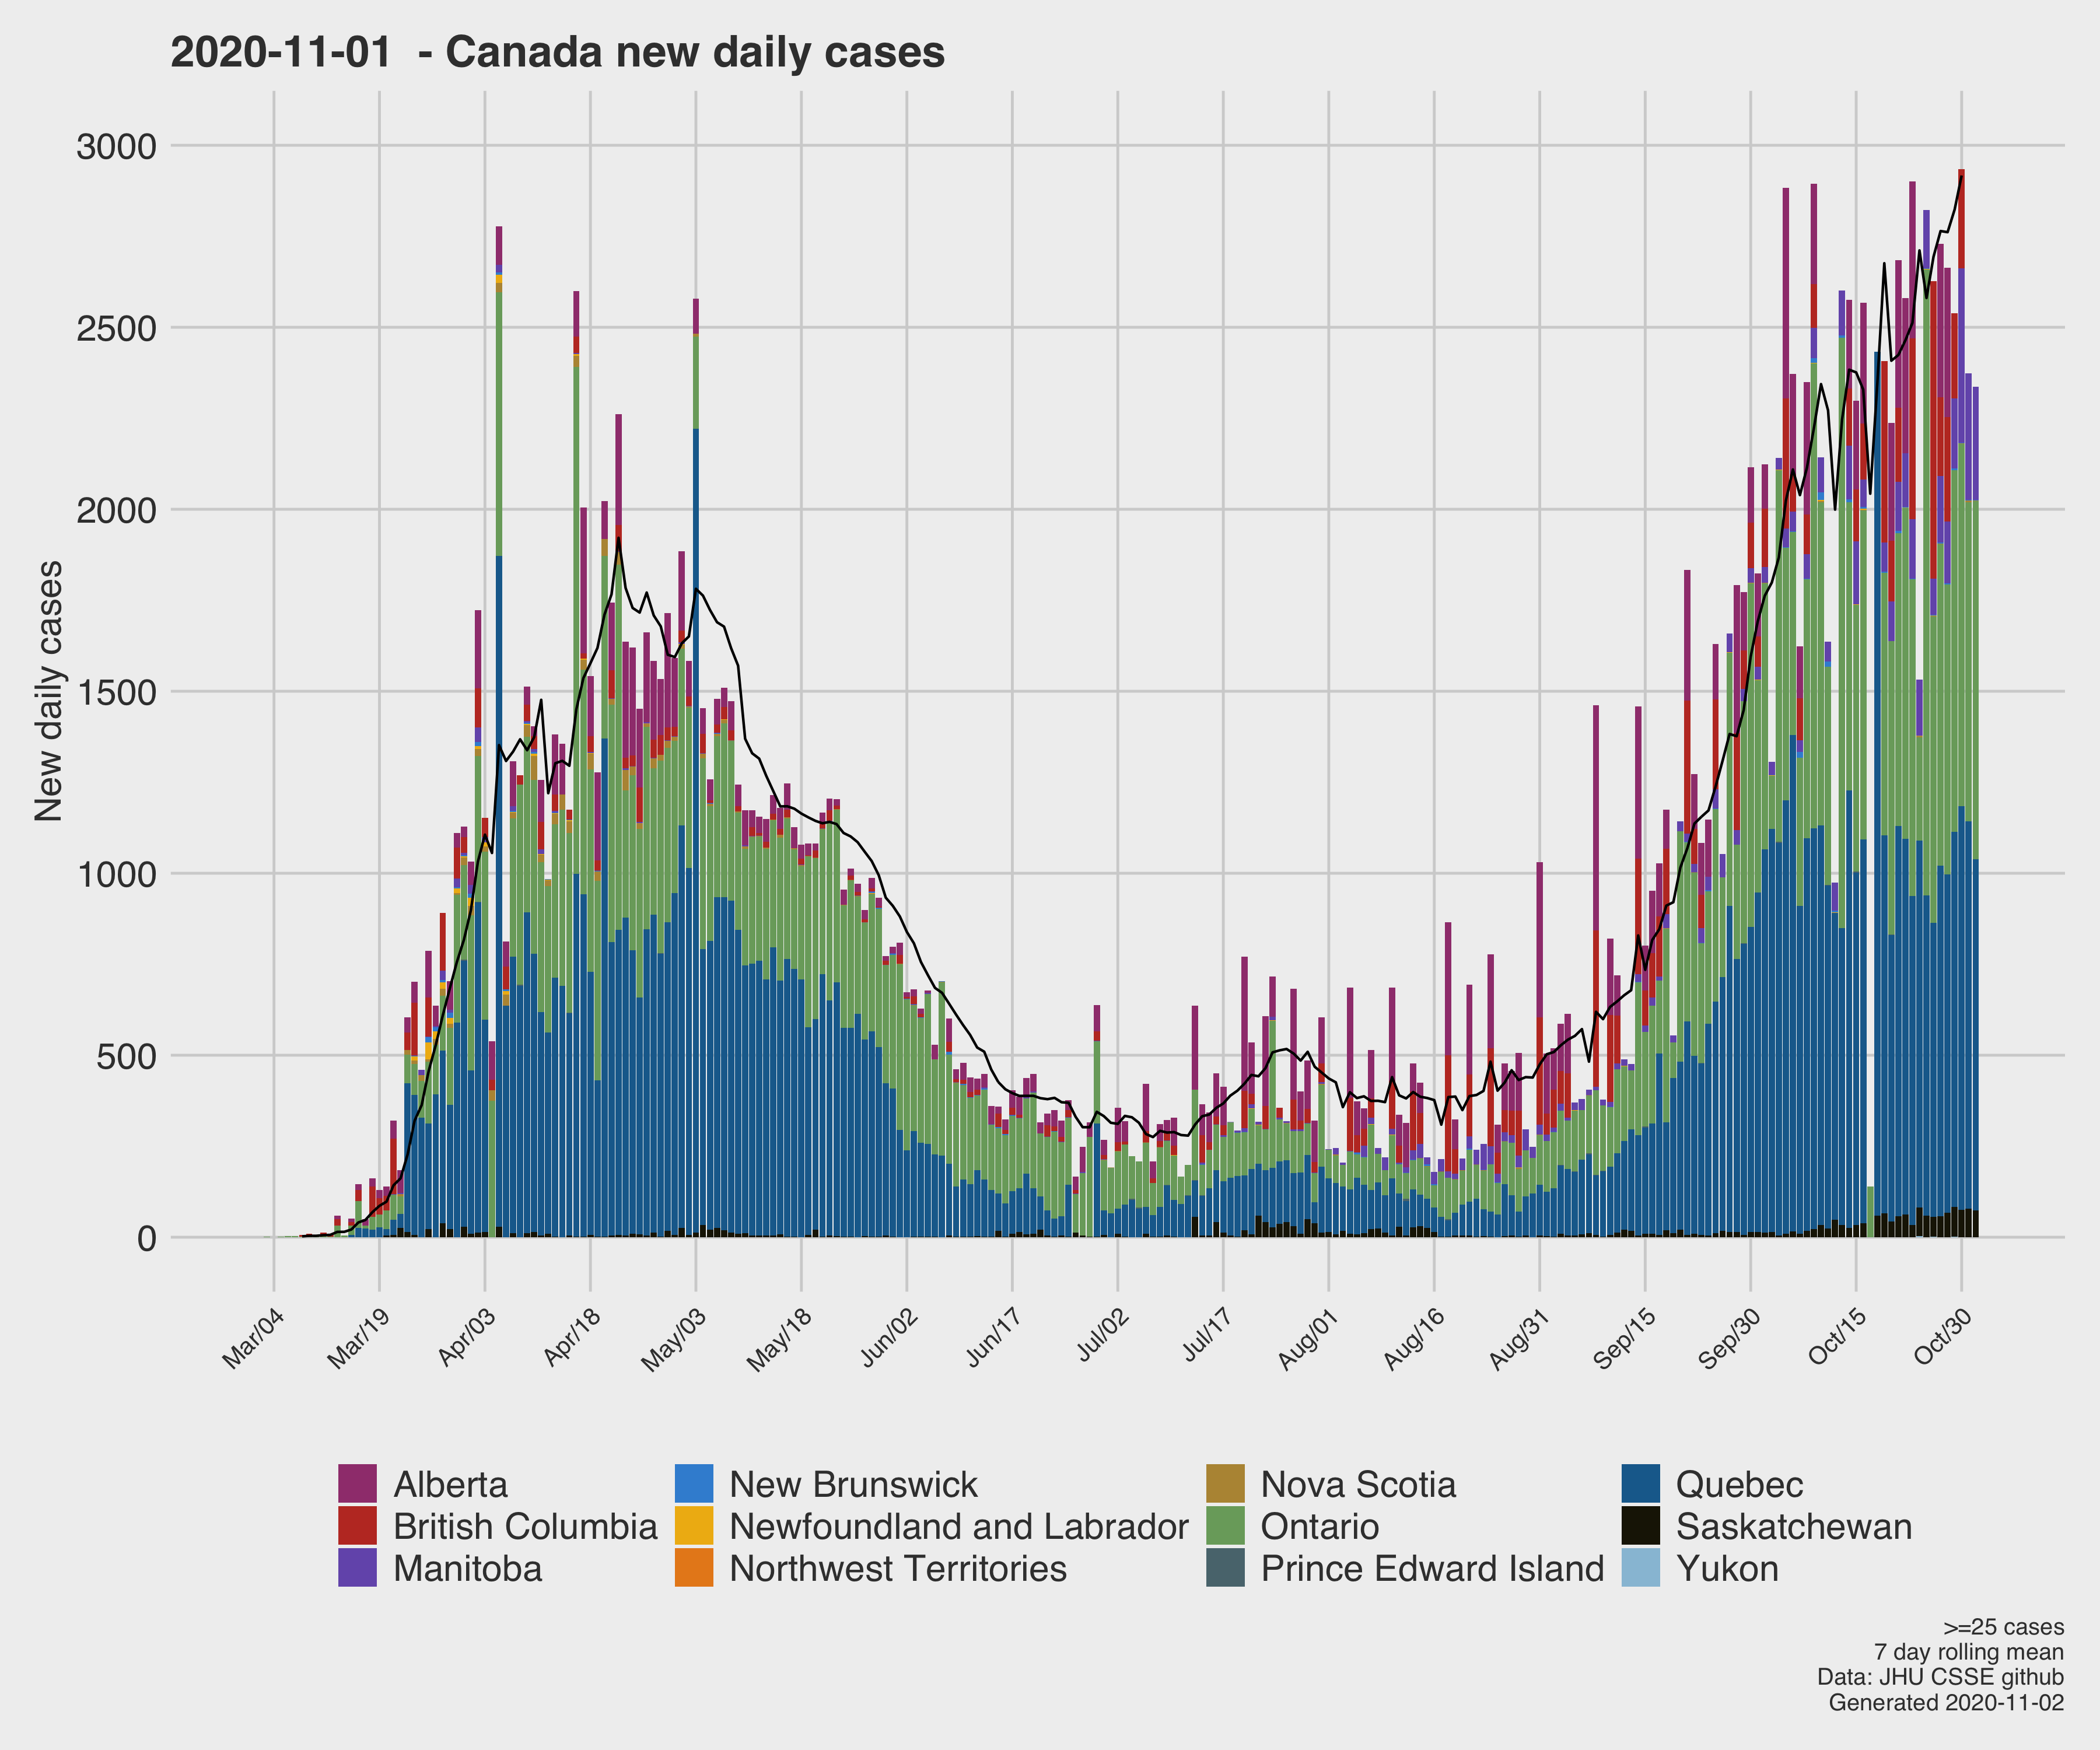 2020-11-01 - Canada new daily cases
New daily cases
3000
2500
2000
1500
1000
500
0
Mar/04
Mar/19
Apr/03
Apr/18
May/03
May/18
Jun/02
Jun/17
Jul/02
Jul/17
Aug/01
Aug/16
Aug/31
Sep/15
Sep/30
Oct/15
Oct/30
Alberta
British Columbia
Manitoba
New Brunswick
Newfoundland and Labrador
Northwest Territories
Nova Scotia
Ontario
Prince Edward Island
Quebec
Saskatchewan
Yukon
>=25 cases
7 day rolling mean
Data: JHU CSSE github
Generated 2020-11-02